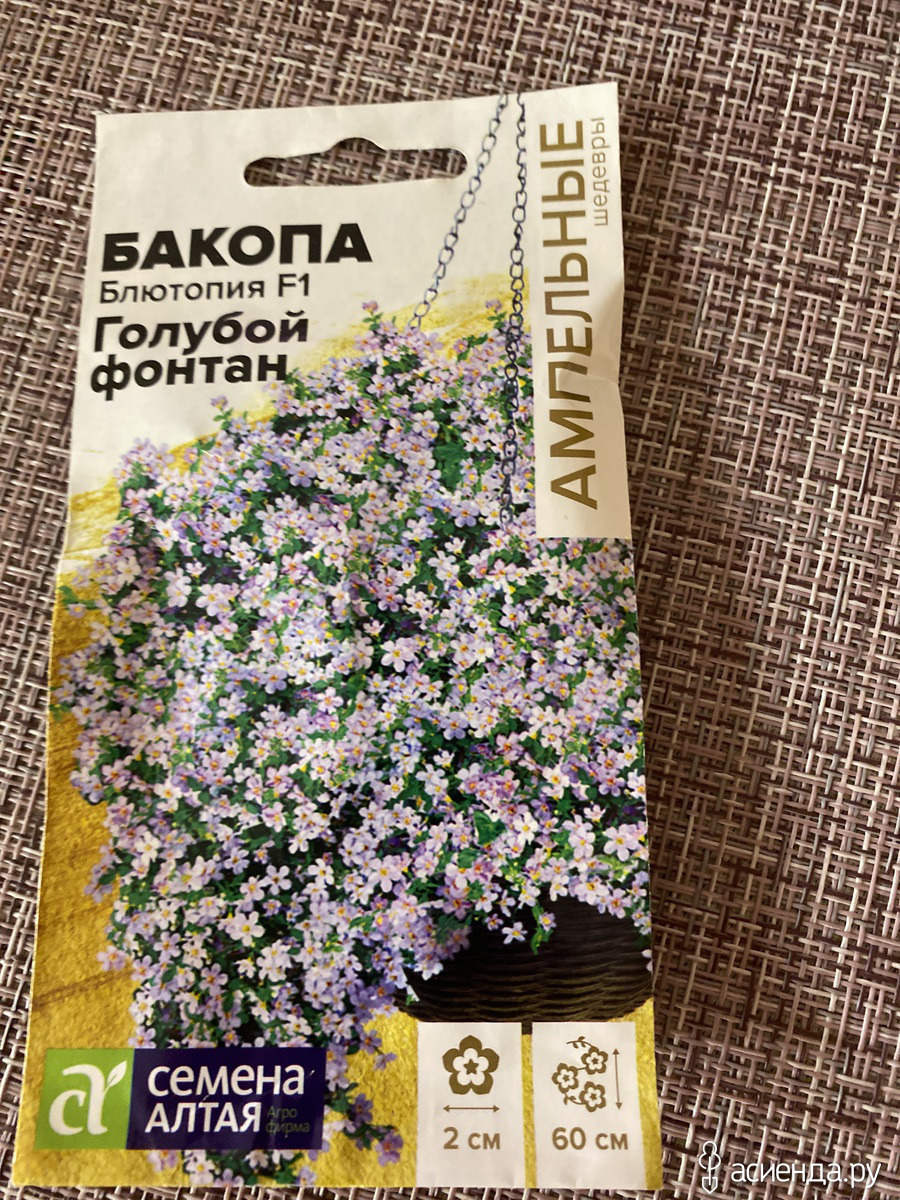 БАКОПА
Блютопия F1
Голубой
фонтан
АМПЕЛЬНЫЕ
шедевры
семена
АЛТАЯ
Агро
фирма
2 см
60 см
асиенда.ру